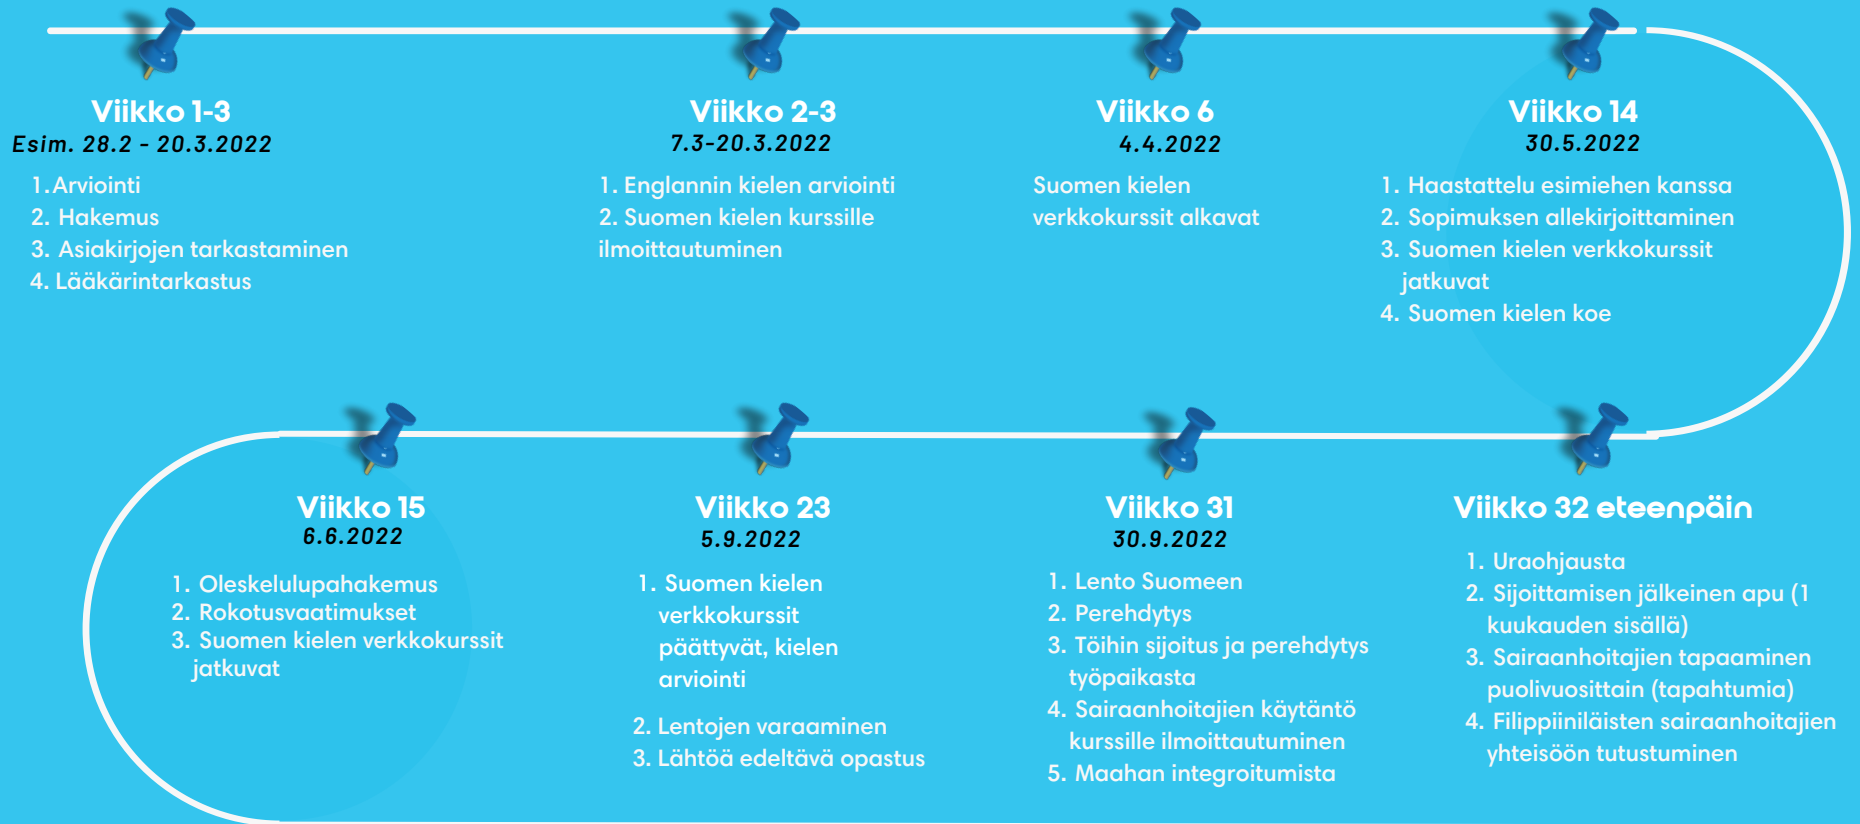 Viikko 1-3
Esim. 28.2 - 20.3.2022
1. Arviointi
2. Hakemus
3. Asiakirjojen tarkastaminen
4. Lääkärintarkastus
Viikko 2-3
7.3-20.3.2022
1. Englannin kielen arviointi
2. Suomen kielen kurssille
ilmoittautuminen
Viikko 6
4.4.2022
Suomen kielen
verkkokurssit alkavat
Viikko 14
30.5.2022
1. Haastattelu esimiehen kanssa
2. Sopimuksen allekirjoittaminen
3. Suomen kielen verkkokurssit
jatkuvat
4. Suomen kielen koe
Viikko 15
6.6.2022
1. Oleskelulupahakemus
2. Rokotusvaatimukset
3. Suomen kielen verkkokurssit
jatkuvat
Viikko 23
5.9.2022
1. Suomen kielen
verkkokurssit
päättyvät, kielen
arviointi
2. Lentojen varaaminen
3. Lähtöä edeltävä opastus
Viikko 31
30.9.2022
1. Lento Suomeen
2. Perehdytys
3. Töihin sijoitus ja perehdytys
työpaikasta
4. Sairaanhoitajien käytäntö
kurssille ilmoittautuminen
5. Maahan integroitumista
Viikko 32 eteenpäin
1. Uraohjausta
2. Sijoittamisen jälkeinen apu (1
kuukauden sisällä)
3. Sairaanhoitajien tapaaminen
puolivuosittain (tapahtumia)
4. Filippiiniläisten sairaanhoitajien
yhteisöön tutustuminen